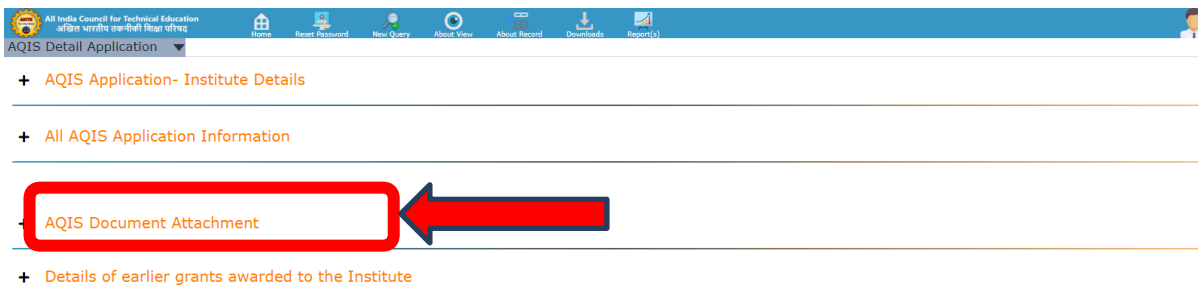 All India Council for Technical Education
अखिल भारतीय तकनीकी शिक्षा परिषद
Home Reset Password New Query About View About Record Downloads Report(s)
AQIS Detail Application
+ AQIS Application- Institute Details
+ All AQIS Application Information
+ AQIS Document Attachment
+ Details of earlier grants awarded to the Institute